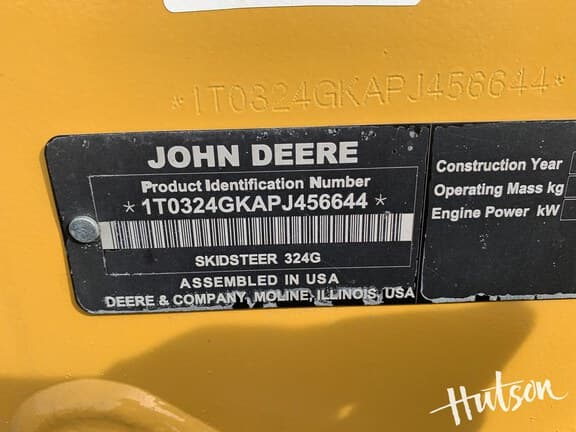 *1T0324GKAPJ456644*
JOHN DEERE
Product Identification Number
*1T0324GKAPJ456644*
SKIDSTEER 324G
ASSEMBLED IN USA
DEERE & COMPANY, MOLINE, ILLINOIS, USA
Construction Year
Operating Mass kg
Engine Power kW
Hutson